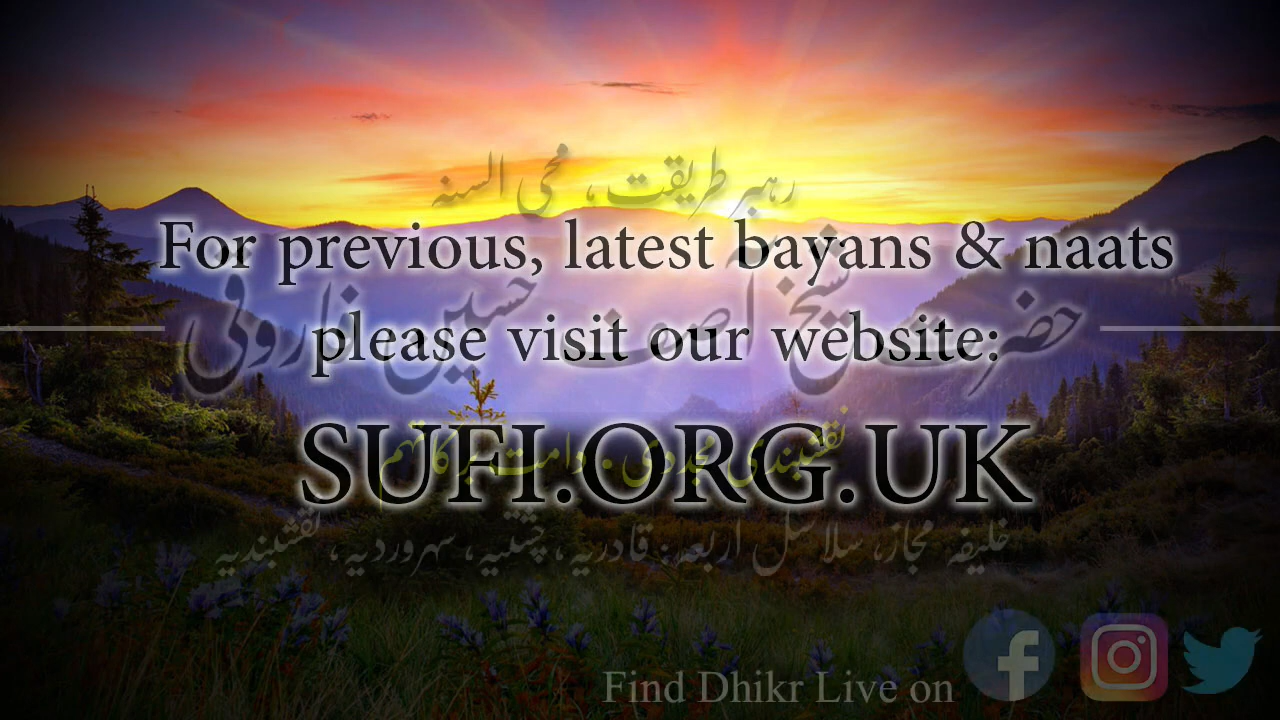 رہبر طریقت، محی السنہ
For previous, latest bayans & naats
حضرت شیخ آصف حسین فاروقی
please visit our website:
نقشبندی مجددی . دامت برکاتہم
SUFI.ORG.UK
خلیفہ مجاز، سلاسل اربعہ: قادریہ، چشتیہ، سہروردیہ، نقشبندیہ
Find Dhikr Live on